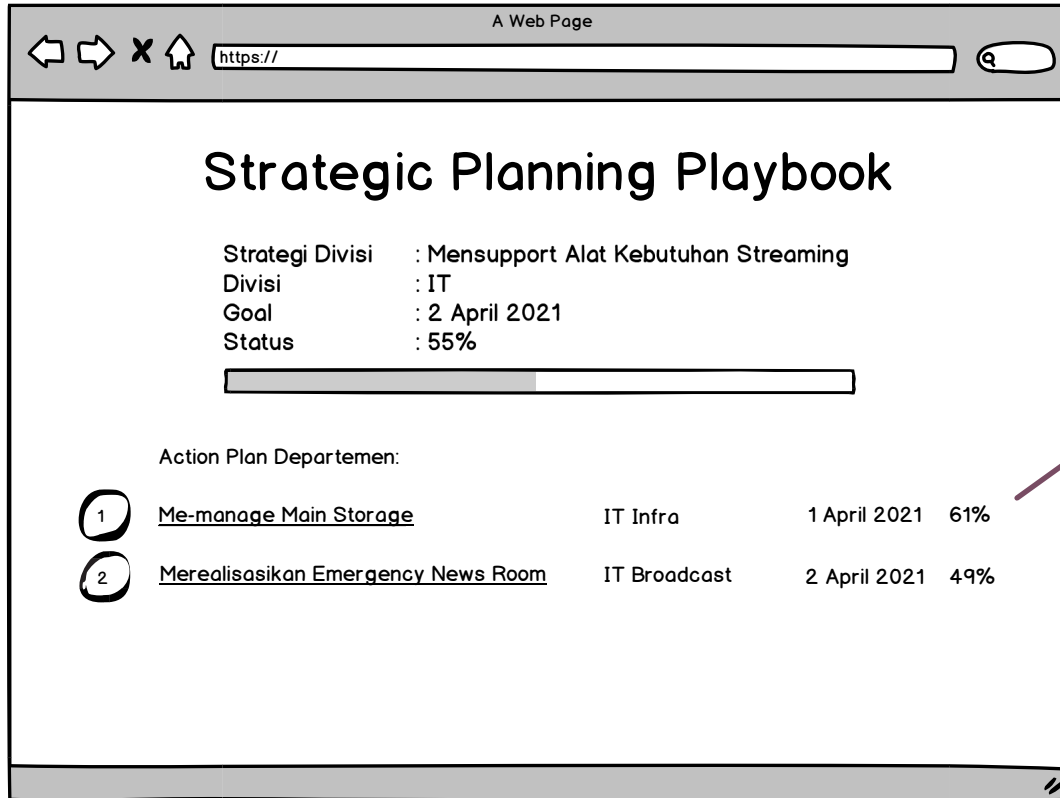 A Web Page
https://
Strategic Planning Playbook
Strategi Divisi : Mensupport Alat Kebutuhan Streaming
Divisi : IT
Goal : 2 April 2021
Status : 55%
Action Plan Departemen:
1 Me-manage Main Storage IT Infra 1 April 2021 61%
2 Merealisasikan Emergency News Room IT Broadcast 2 April 2021 49%